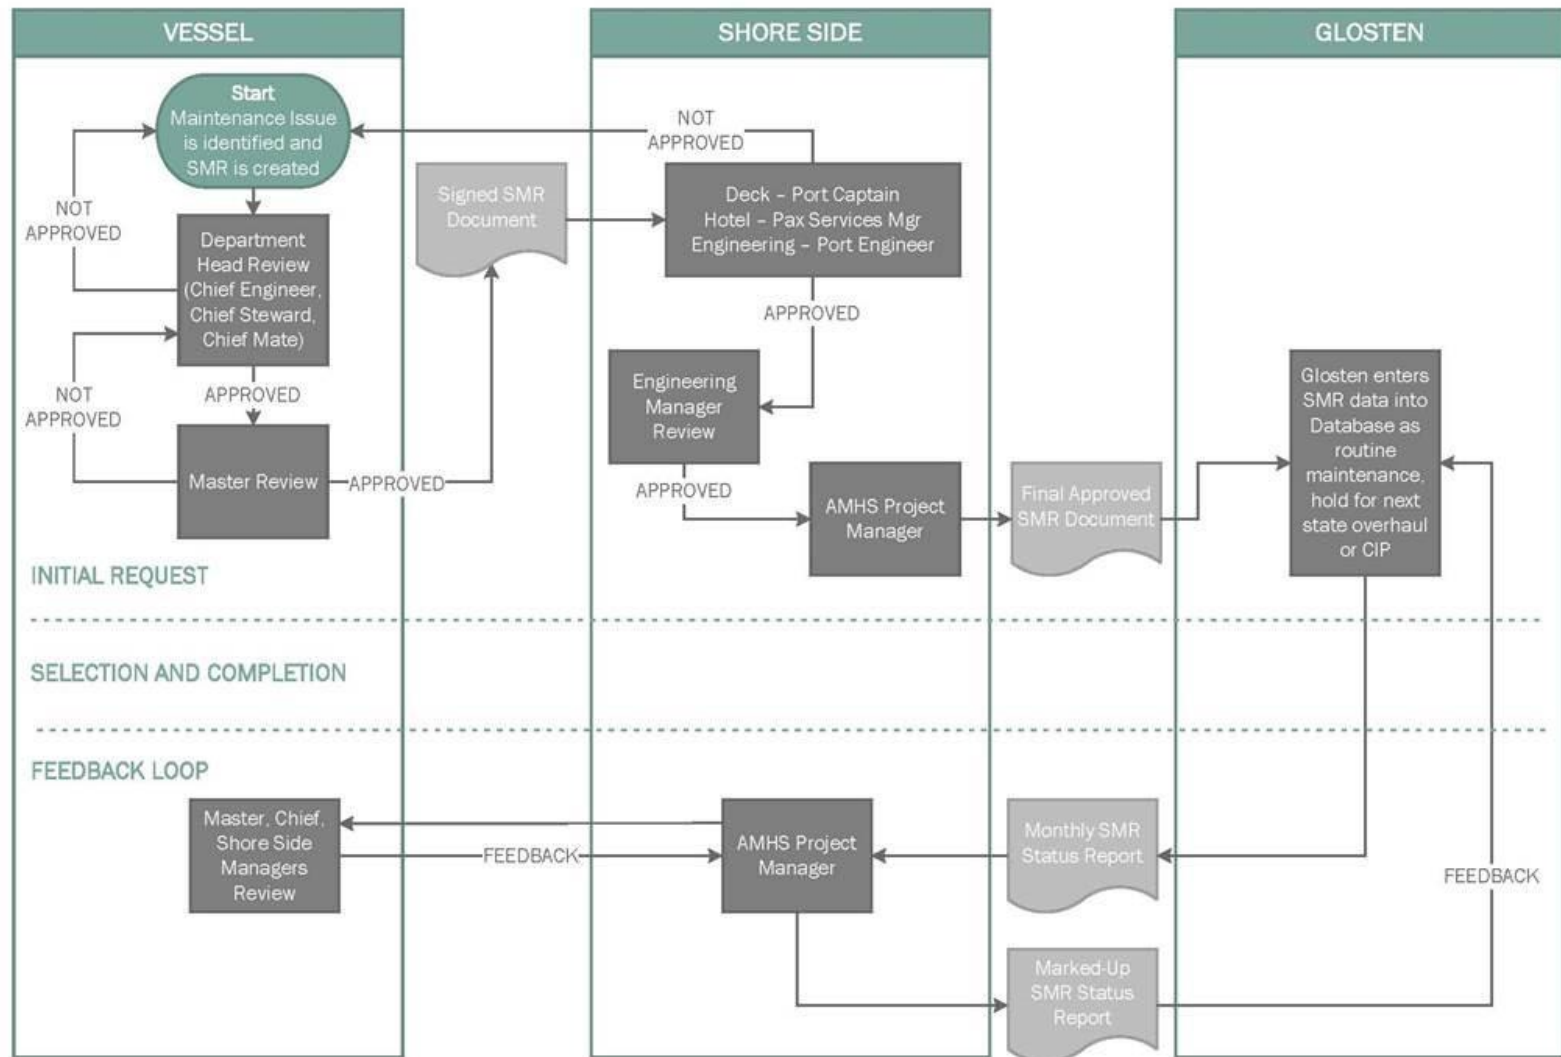 VESSEL
SHORE SIDE
GLOSTEN
Start
Maintenance Issue
is identified and
SMR is created
NOT
APPROVED
Department
Head Review
(Chief Engineer,
Chief Steward,
Chief Mate)
NOT
APPROVED
APPROVED
Master Review
APPROVED
Signed SMR
Document
NOT
APPROVED
Deck – Port Captain
Hotel – Pax Services Mgr
Engineering – Port Engineer
APPROVED
Engineering
Manager
Review
APPROVED
AMHS Project
Manager
Final Approved
SMR Document
Glosten enters
SMR data into
Database as
routine
maintenance,
hold for next
state overhaul
or CIP
INITIAL REQUEST
SELECTION AND COMPLETION
FEEDBACK LOOP
Master, Chief,
Shore Side
Managers
Review
FEEDBACK
AMHS Project
Manager
Monthly SMR
Status Report
FEEDBACK
Marked-Up
SMR Status
Report